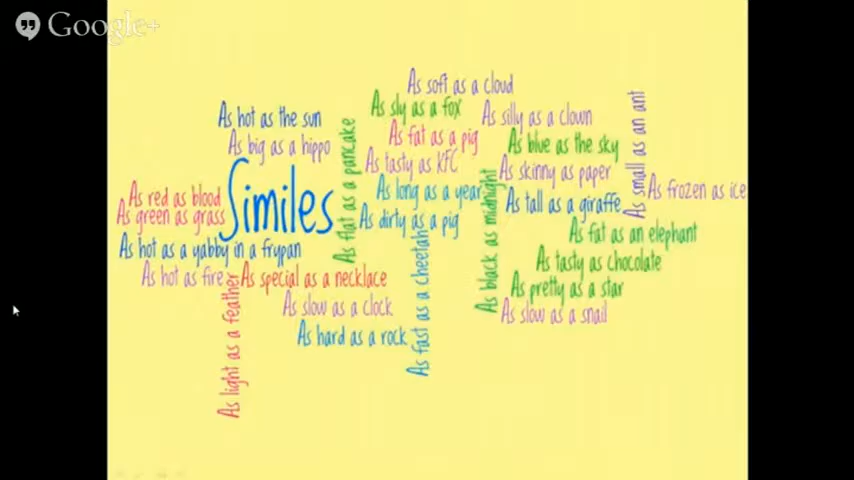 Google+
As soft as a cloud
As sly as a fox
As hot as the sun
As silly as a clown
As fat as a pig
As big as a hippo
As blue as the sky
As tasty as KFC
As skinny as paper
As flat as a pancake
As small as an ant
As long as a year
As frozen as ice
As red as blood
Similes
As tall as a giraffe
As green as grass
As dirty as a pig
As black as midnight
As fat as an elephant
As hot as a yabby in a frypan
As tasty as chocolate
As hot as fire
As special as a necklace
As fast as a cheetah
As pretty as a star
As slow as a clock
As slow as a snail
As hard as a rock
As light as a feather